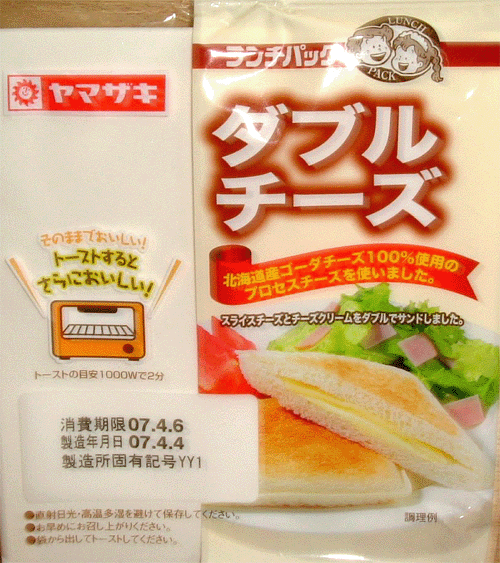 ランチパック
LUNCH
PACK
ヤマザキ
ダブル
チーズ
そのままでおいしい!
トーストすると
さらにおいしい!
北海道産ゴーダチーズ100%使用の
プロセスチーズを使いました。
スライスチーズとチーズクリームをダブルでサンドしました。
トーストの目安1000Wで2分
消費期限07.4.6
製造年月日07.4.4
製造所固有記号YY1
●直射日光・高温多湿を避けて保存してください。
●お早めにお召し上がりください。
●袋から出してトーストしてください。
調理例